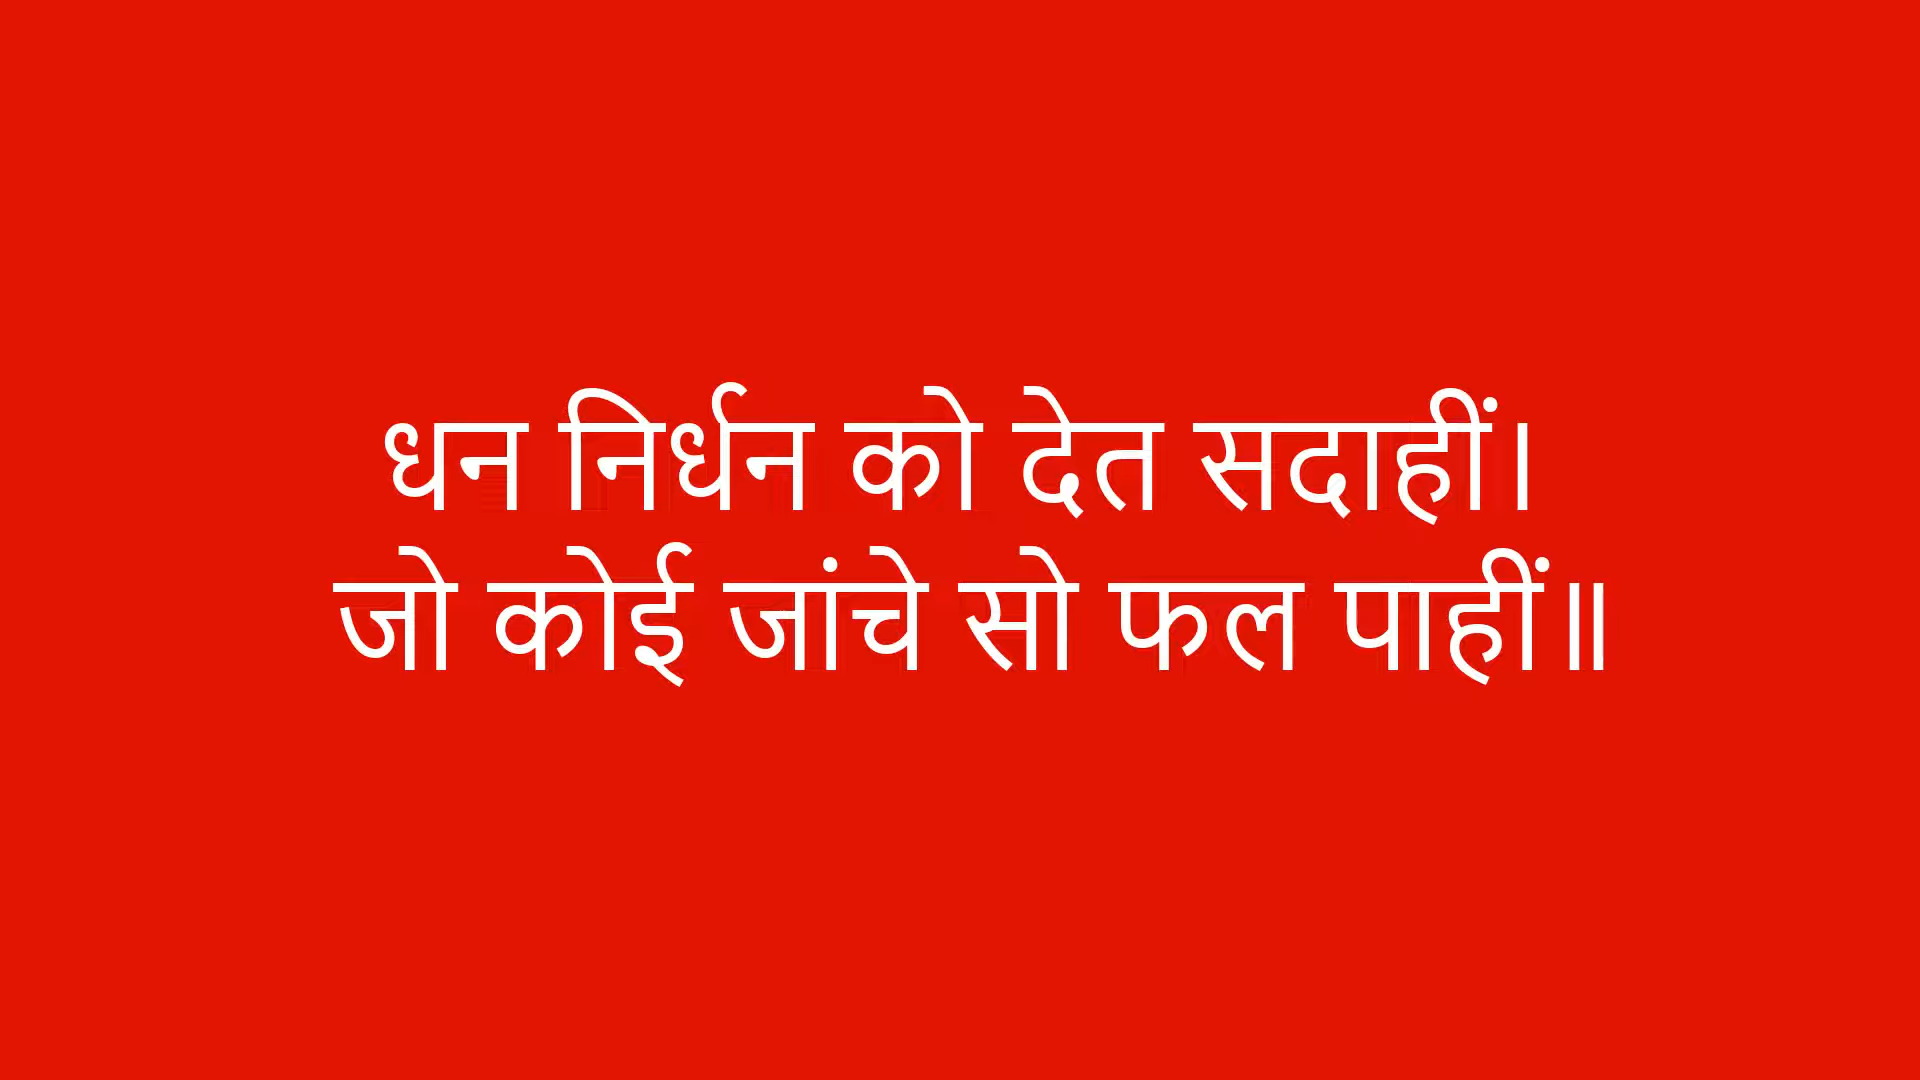 धन निर्धन को देत सदाहीं।
जो कोई जांचे सो फल पाहीं॥